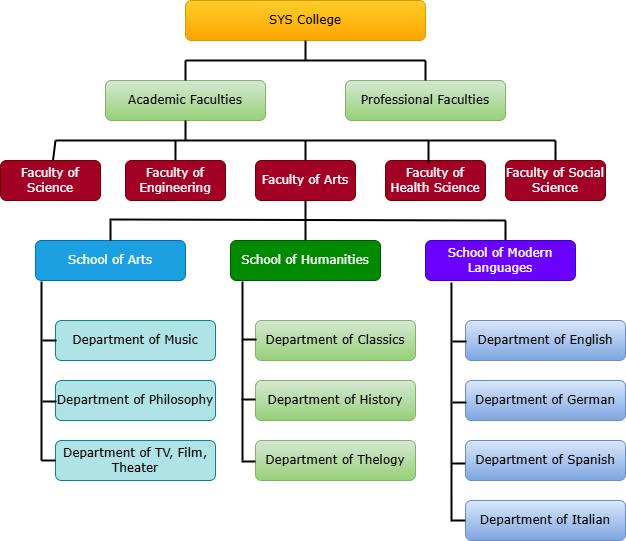 SYS College
Academic Faculties
Professional Faculties
Faculty of
Science
Faculty of
Engineering
Faculty of Arts
Faculty of
Health Science
Faculty of Social
Science
School of Arts
School of Humanities
School of Modern
Languages
Department of Music
Department of Classics
Department of English
Department of Philosophy
Department of History
Department of German
Department of TV, Film,
Theater
Department of Thelogy
Department of Spanish
Department of Italian